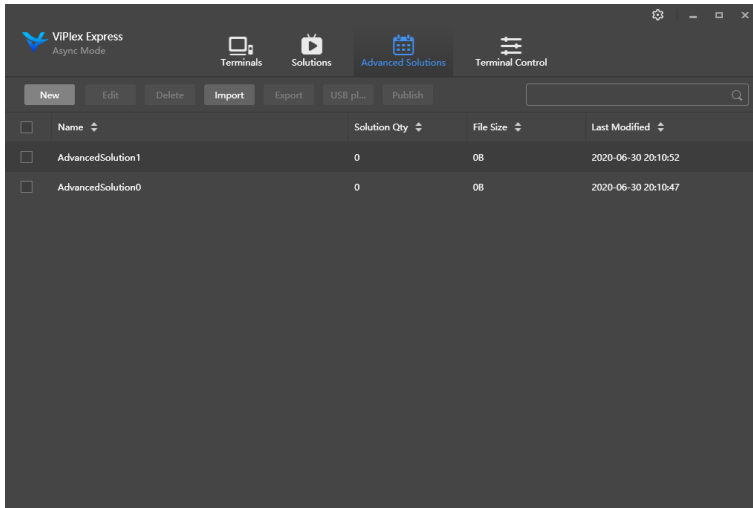 ViPlex Express
Async Mode
Terminals Solutions Advanced Solutions Terminal Control
New Edit Delete Import Export USB pl... Publish
Name Solution Qty File Size Last Modified
AdvancedSolution1 0 0B 2020-06-30 20:10:52
AdvancedSolution0 0 0B 2020-06-30 20:10:47